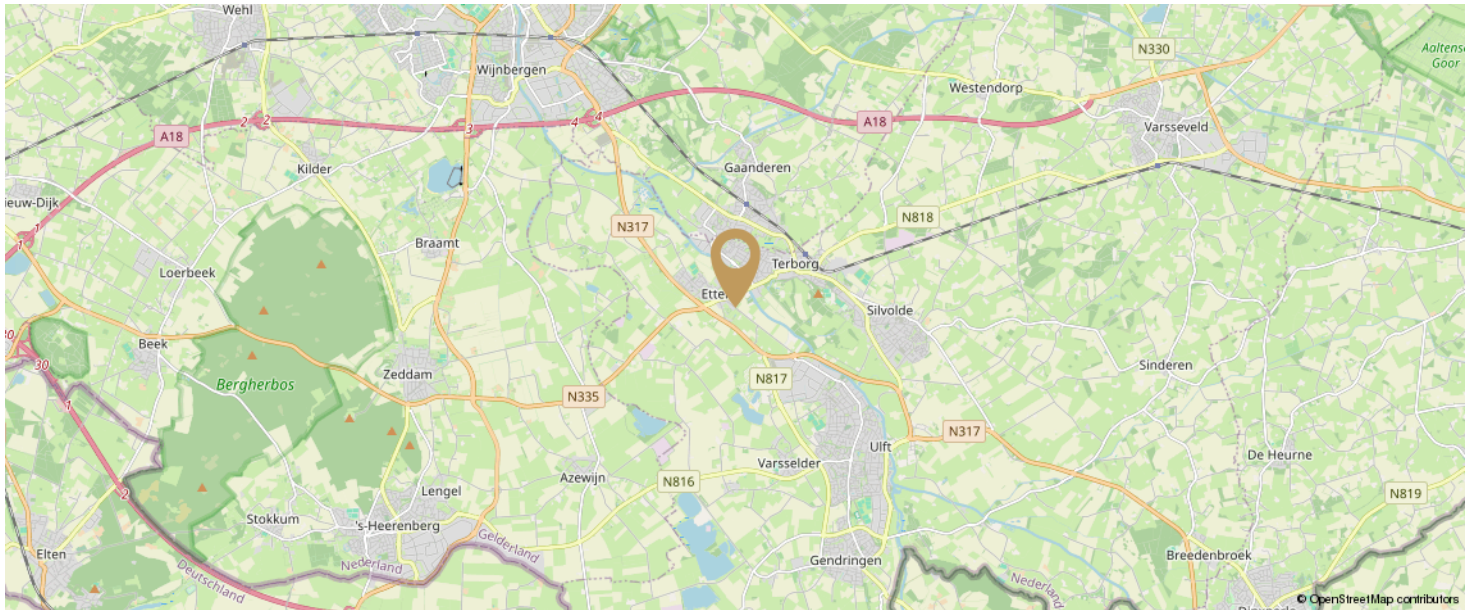 Wehl
N330
Aaltense
Goor
Wijnbergen
Westendorp
2
2
A18
3
4
4
A18
Varsseveld
Kilder
Gaanderen
ieuw-Dijk
N317
N818
1
1
Braamt
Loerbeek
Terborg
Ette
Silvolde
30
Beek
30
Bergherbos
Zeddam
N817
Sinderen
1
N335
N317
Ulft
De Heurne
Varsselder
Azewijn
N816
Lengel
2
N819
Stokkum
's-Heerenberg
Elten
Gelderland
Nederland
Deutschland
Gendringen
Breedenbroek
Nederland
© OpenStreetMap contributors